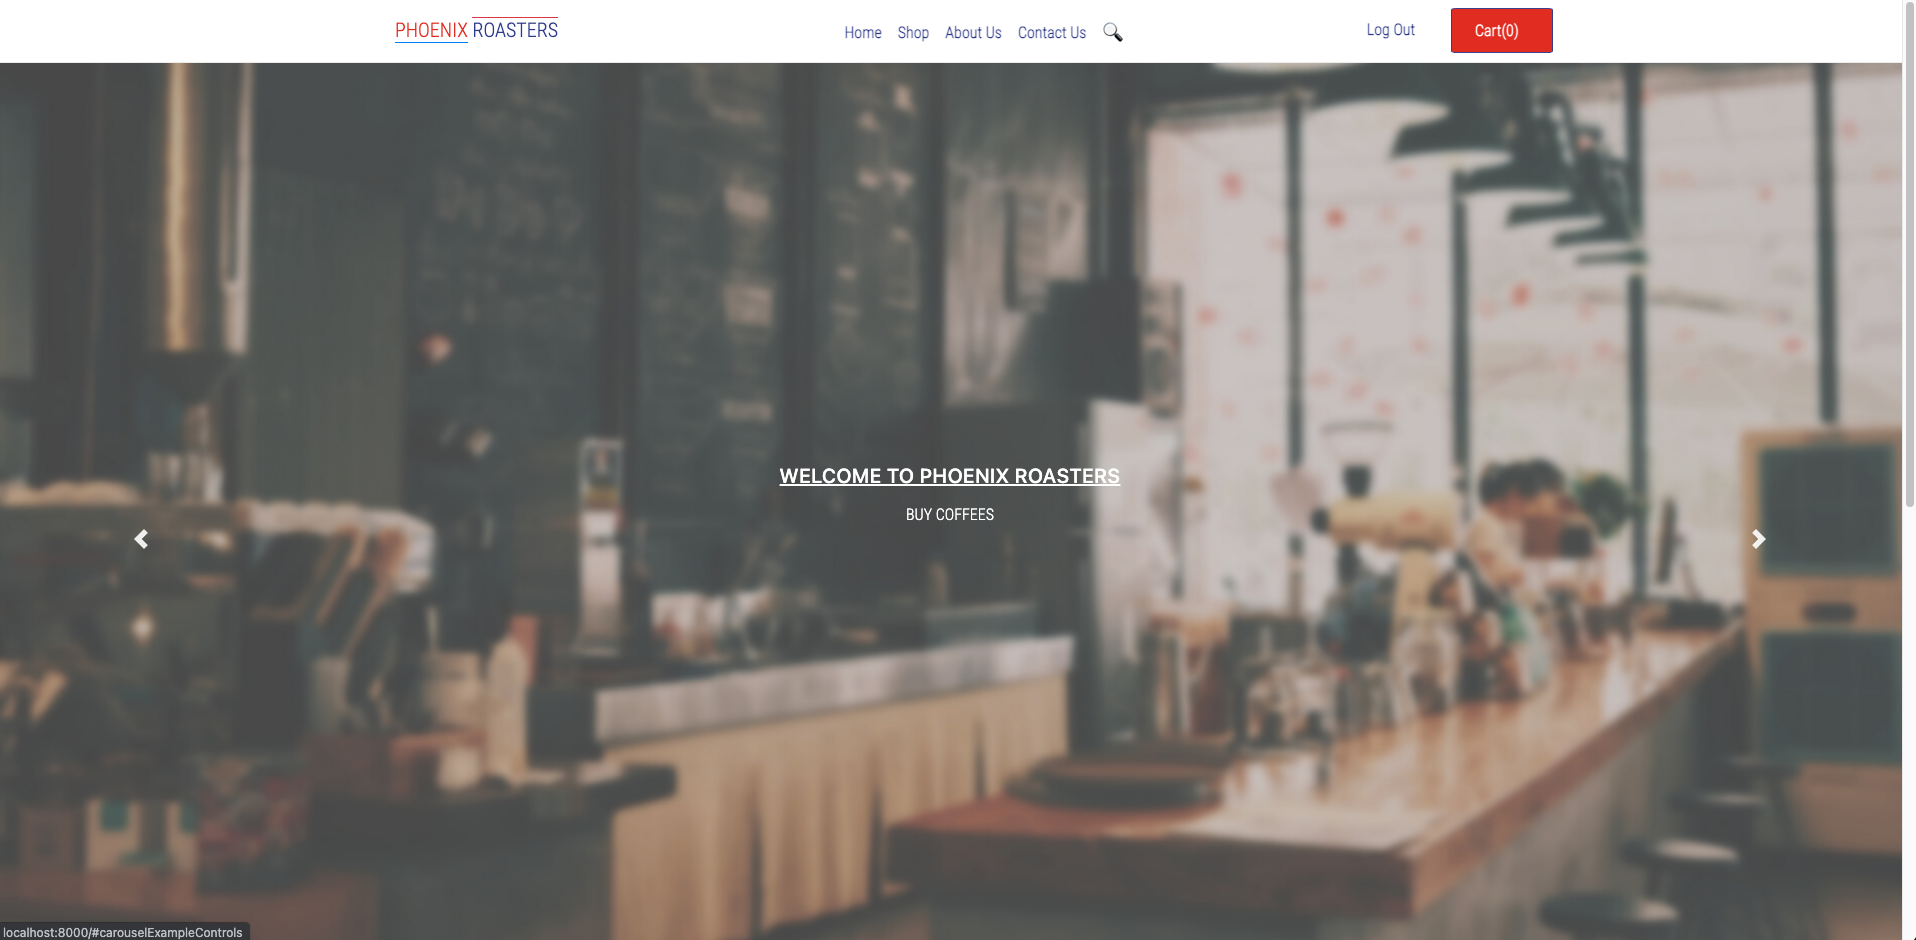 PHOENIX ROASTERS
Home Shop About Us Contact Us
Log Out
Cart(0)
WELCOME TO PHOENIX ROASTERS
BUY COFFEES
localhost:8000/#carouselExampleControls